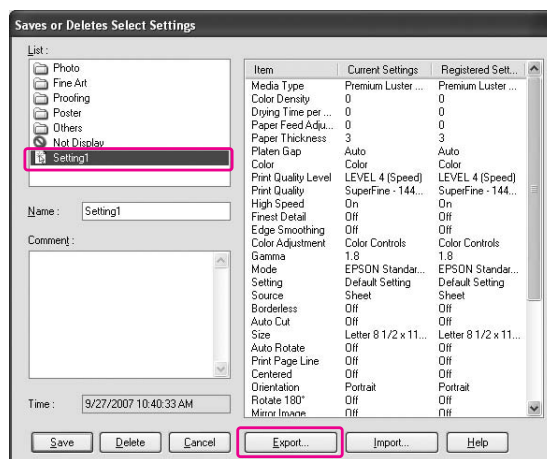 Saves or Deletes Select Settings
List :
Photo
Fine Art
Proofing
Poster
Others
Not Display
Setting1
Name : Setting1
Comment :
Time : 9/27/2007 10:40:33 AM
Item Current Settings Registered Sett...
Media Type Premium Luster ... Premium Luster ...
Color Density 0 0
Drying Time per ... 0 0
Paper Feed Adju... 0 0
Paper Thickness 3 3
Platen Gap Auto Auto
Color Color Color
Print Quality Level LEVEL 4 (Speed) LEVEL 4 (Speed)
Print Quality SuperFine - 144... SuperFine - 144...
High Speed On On
Finest Detail Off Off
Edge Smoothing Off Off
Color Adjustment Color Controls Color Controls
Gamma 1.8 1.8
Mode EPSON Standar... EPSON Standar...
Setting Default Setting Default Setting
Source Sheet Sheet
Borderless Off Off
Auto Cut Off Off
Size Letter 8 1/2 x 11... Letter 8 1/2 x 11...
Auto Rotate Off Off
Print Page Line Off Off
Centered Off Off
Orientation Portrait Portrait
Rotate 180° Off Off
Mirror Image Off Off
Save Delete Cancel Export... Import... Help